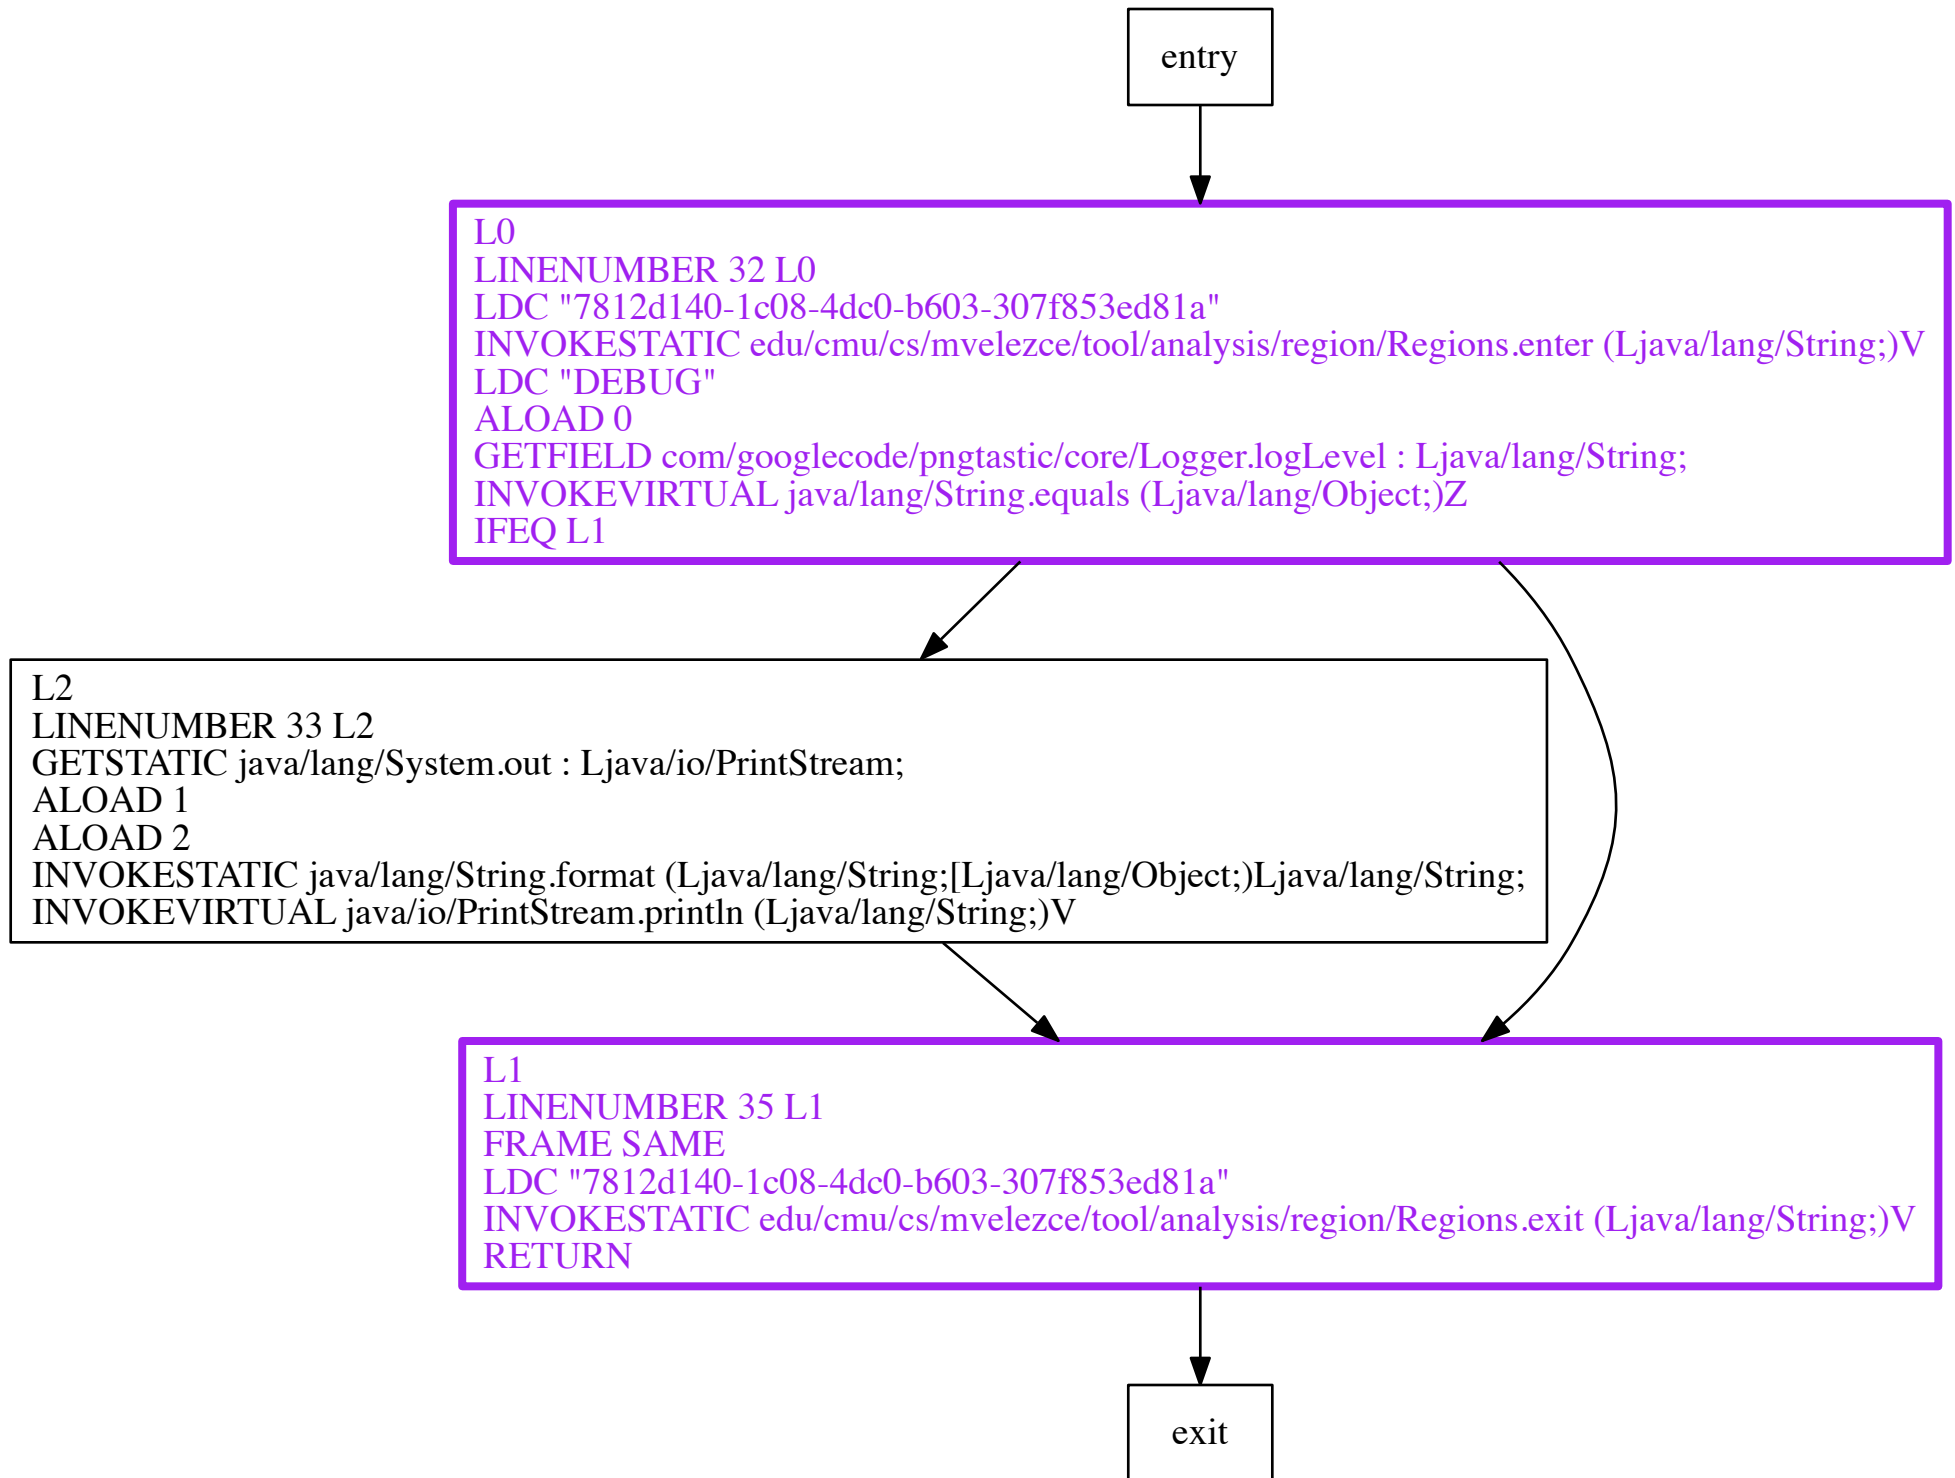 entry
L0
LINENUMBER 32 L0
LDC "7812d140-1c08-4dc0-b603-307f853ed81a"
INVOKESTATIC edu/cmu/cs/mvelezce/tool/analysis/region/Regions.enter (Ljava/lang/String;)V
LDC "DEBUG"
ALOAD 0
GETFIELD com/googlecode/pngtastic/core/Logger.logLevel : Ljava/lang/String;
INVOKEVIRTUAL java/lang/String.equals (Ljava/lang/Object;)Z
IFEQ L1
L2
LINENUMBER 33 L2
GETSTATIC java/lang/System.out : Ljava/io/PrintStream;
ALOAD 1
ALOAD 2
INVOKESTATIC java/lang/String.format (Ljava/lang/String;[Ljava/lang/Object;)Ljava/lang/String;
INVOKEVIRTUAL java/io/PrintStream.println (Ljava/lang/String;)V
L1
LINENUMBER 35 L1
FRAME SAME
LDC "7812d140-1c08-4dc0-b603-307f853ed81a"
INVOKESTATIC edu/cmu/cs/mvelezce/tool/analysis/region/Regions.exit (Ljava/lang/String;)V
RETURN
exit